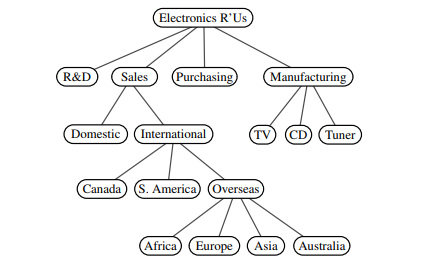 Electronics R'Us
R&D Sales Purchasing Manufacturing
Domestic International TV CD Tuner
Canada S. America Overseas
Africa Europe Asia Australia